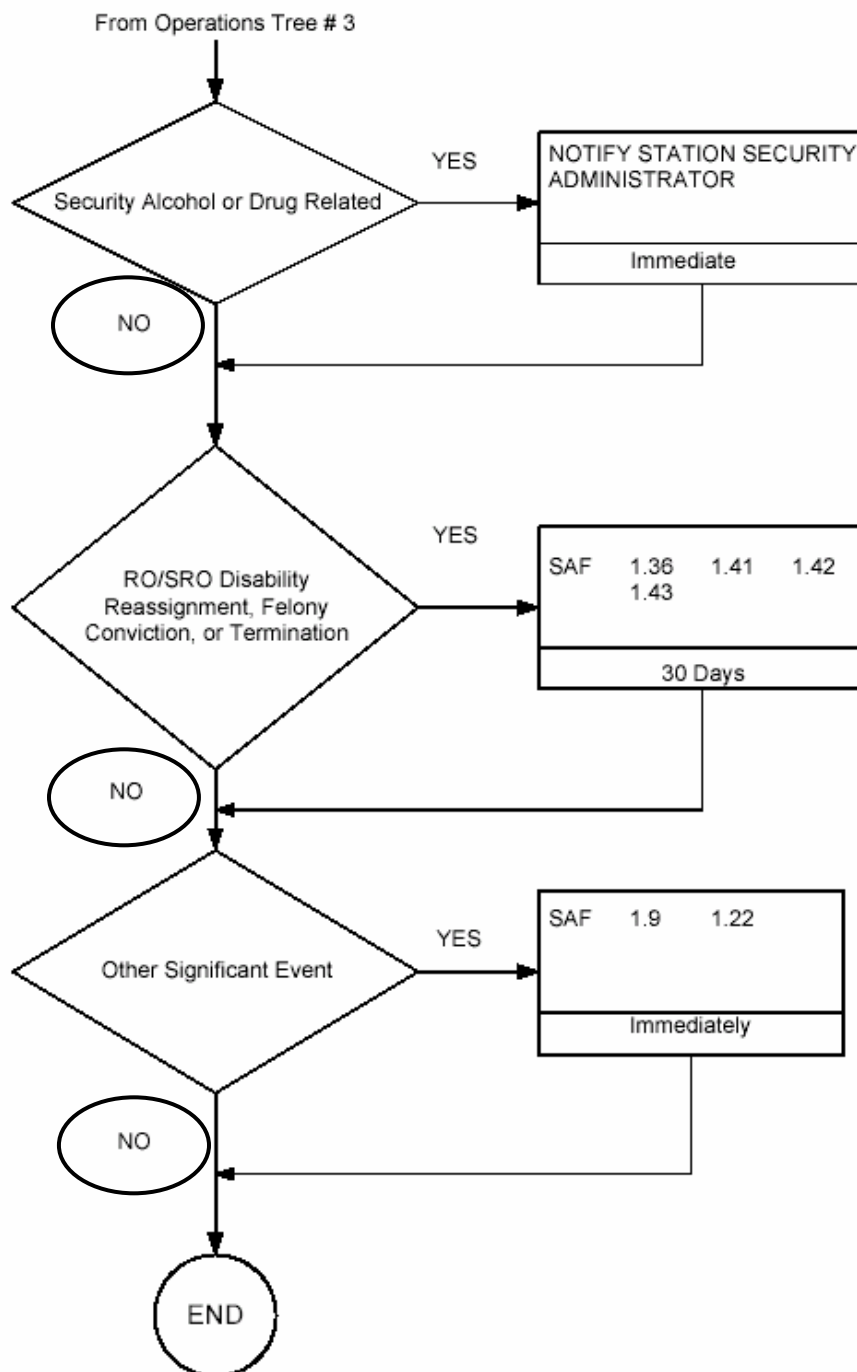 From Operations Tree # 3
YES
NOTIFY STATION SECURITY
ADMINISTRATOR
Security Alcohol or Drug Related
Immediate
NO
YES
SAF 1.36 1.41 1.42
1.43
RO/SRO Disability
Reassignment, Felony
Conviction, or Termination
30 Days
NO
YES
SAF 1.9 1.22
Other Significant Event
Immediately
NO
END